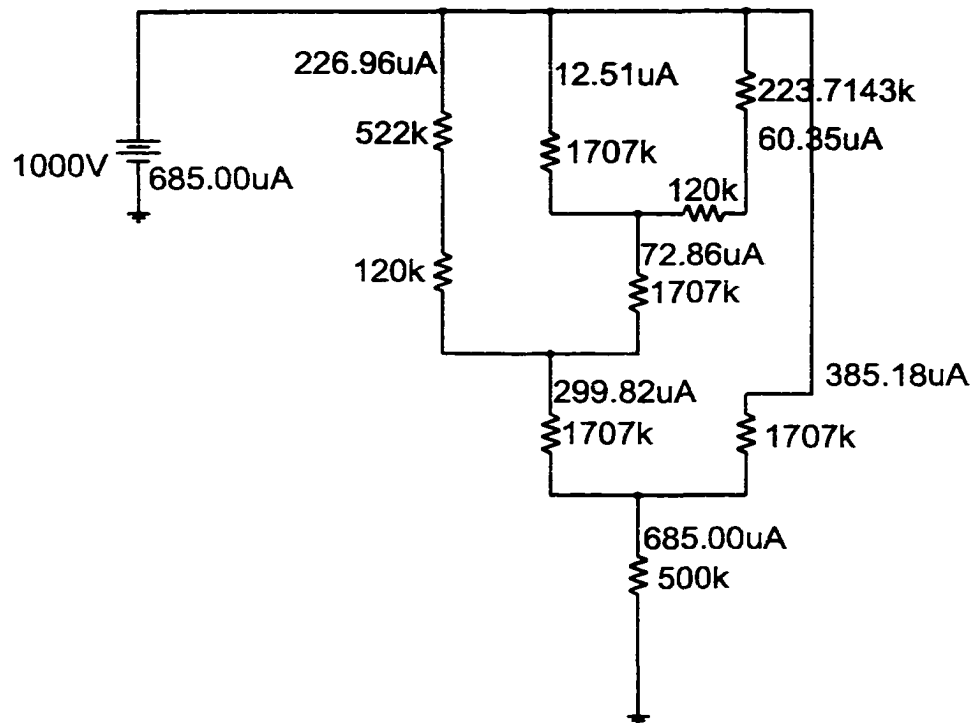 226.96uA
12.51uA
223.7143k
522k
60.35uA
1707k
1000V
685.00uA
120k
72.86uA
120k
1707k
385.18uA
299.82uA
1707k
1707k
685.00uA
500k